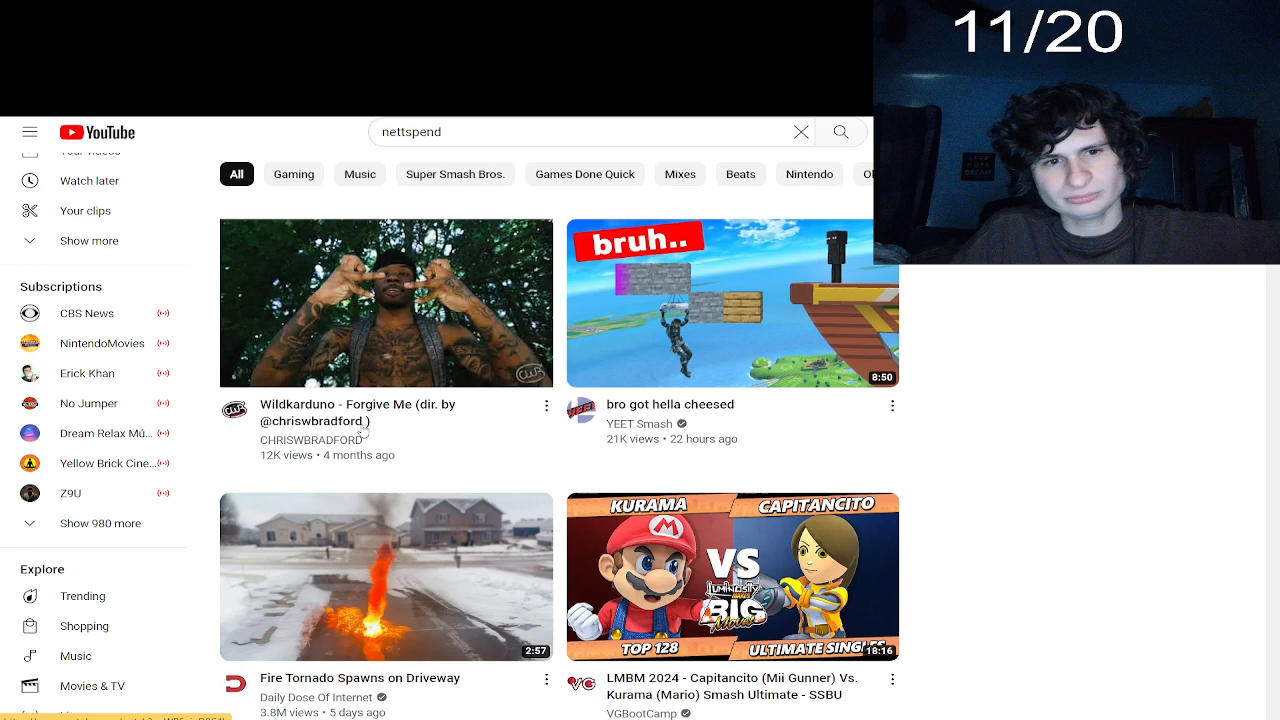 11/20
YouTube
nettspend
All
Gaming
Music
Super Smash Bros.
Games Done Quick
Mixes
Beats
Nintendo
Your videos
Watch later
Your clips
Show more
Subscriptions
CBS News
NintendoMovies
Erick Khan
No Jumper
Dream Relax Mú...
Yellow Brick Cine...
Z9U
Show 980 more
Explore
Trending
Shopping
Music
Movies & TV
Wildkarduno - Forgive Me (dir. by
@chriswbradford )
CHRISWBRADFORD
12K views • 4 months ago
bruh..
8:50
bro got hella cheesed
YEET Smash
21K views • 22 hours ago
2:57
Fire Tornado Spawns on Driveway
Daily Dose Of Internet
3.8M views • 5 days ago
KURAMA
CAPITANCITO
VS
LUMINOSITY
MAKES
BIG
MOVES
TOP 128
ULTIMATE SINGLES
18:16
LMBM 2024 - Capitancito (Mii Gunner) Vs.
Kurama (Mario) Smash Ultimate - SSBU
VGBootCamp